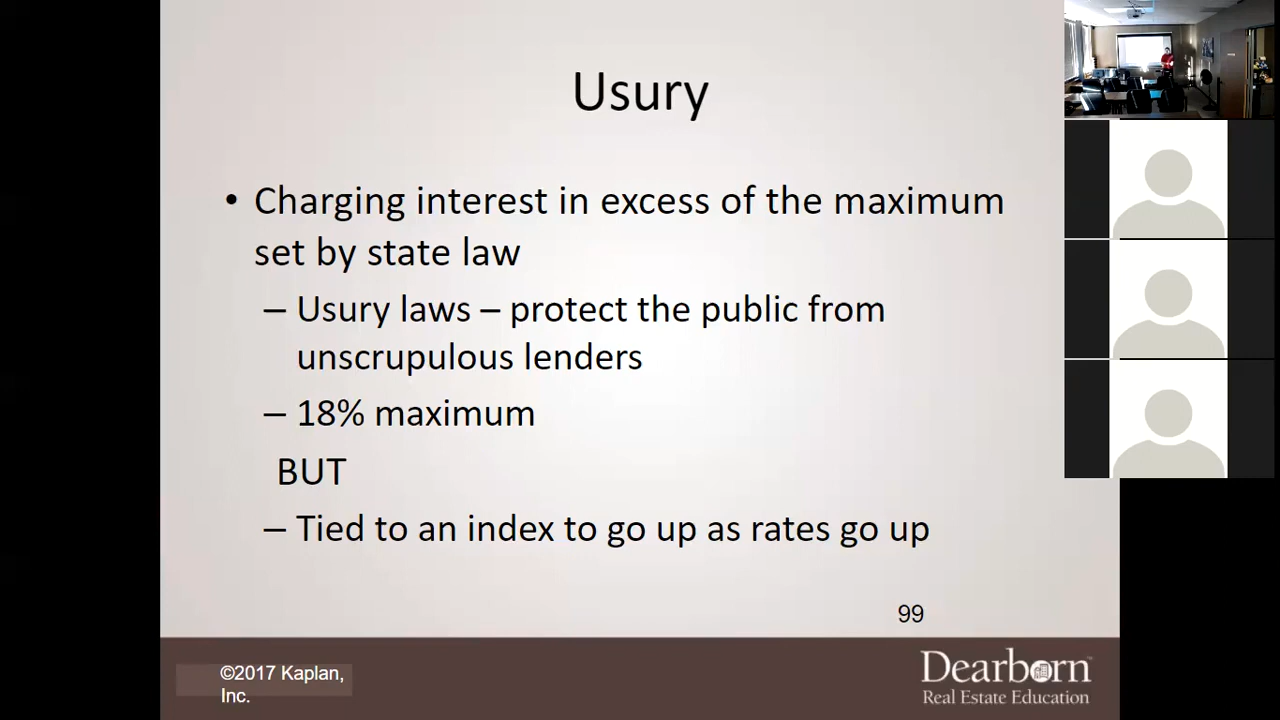 Usury
• Charging interest in excess of the maximum
set by state law
– Usury laws – protect the public from
unscrupulous lenders
– 18% maximum
BUT
– Tied to an index to go up as rates go up
99
©2017 Kaplan,
Inc.
Dearborn™
Real Estate Education